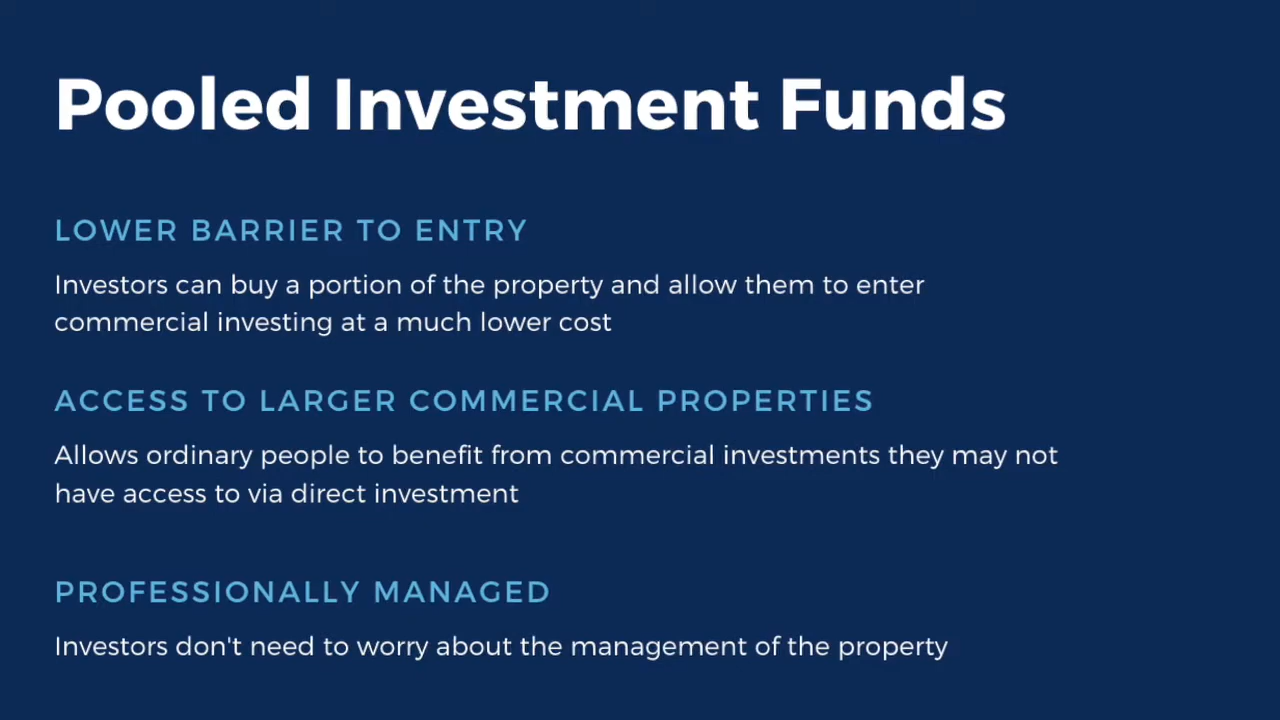 Pooled Investment Funds
LOWER BARRIER TO ENTRY
Investors can buy a portion of the property and allow them to enter
commercial investing at a much lower cost
ACCESS TO LARGER COMMERCIAL PROPERTIES
Allows ordinary people to benefit from commercial investments they may not
have access to via direct investment
PROFESSIONALLY MANAGED
Investors don't need to worry about the management of the property